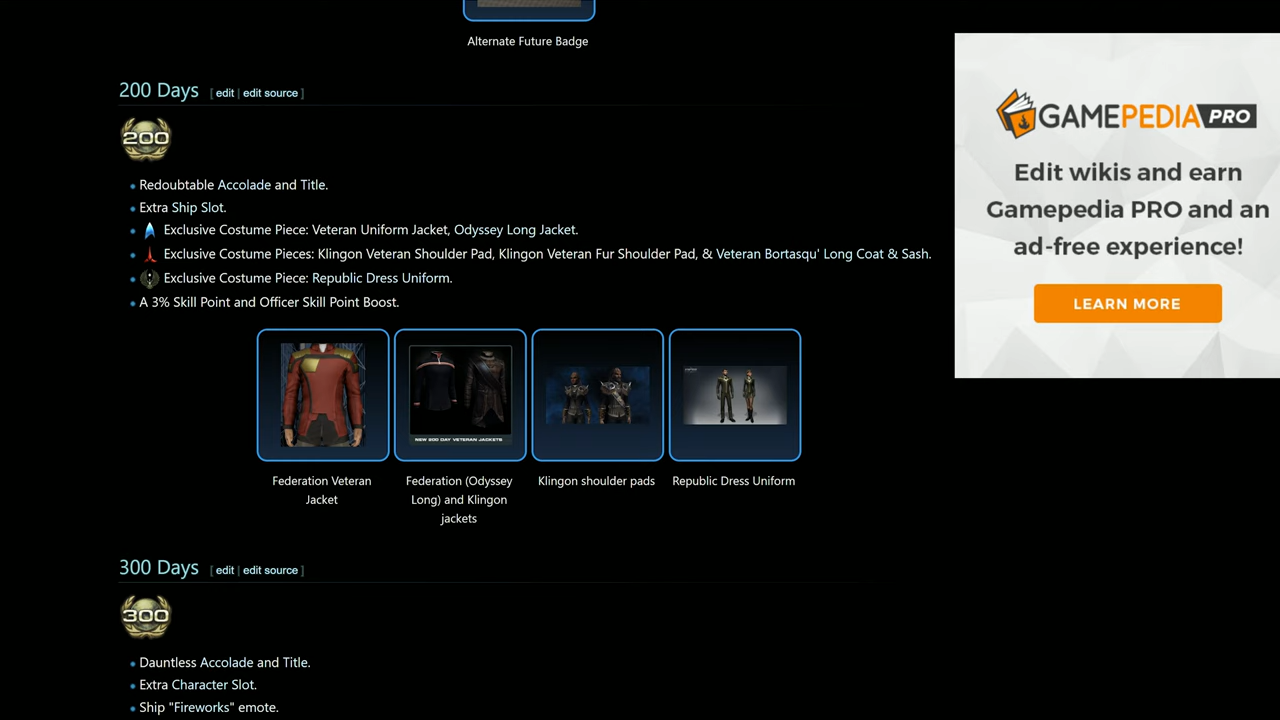 Alternate Future Badge
200 Days [ edit | edit source ]
200
Redoubtable Accolade and Title.
Extra Ship Slot.
Exclusive Costume Piece: Veteran Uniform Jacket, Odyssey Long Jacket.
Exclusive Costume Pieces: Klingon Veteran Shoulder Pad, Klingon Veteran Fur Shoulder Pad, & Veteran Bortasqu' Long Coat & Sash.
Exclusive Costume Piece: Republic Dress Uniform.
A 3% Skill Point and Officer Skill Point Boost.
NEW 200 DAY VETERAN JACKETS
Federation Veteran
Jacket
Federation (Odyssey
Long) and Klingon
jackets
Klingon shoulder pads
Republic Dress Uniform
300 Days [ edit | edit source ]
300
Dauntless Accolade and Title.
Extra Character Slot.
Ship "Fireworks" emote.
GAMEPEDIA PRO
Edit wikis and earn
Gamepedia PRO and an
ad-free experience!
LEARN MORE